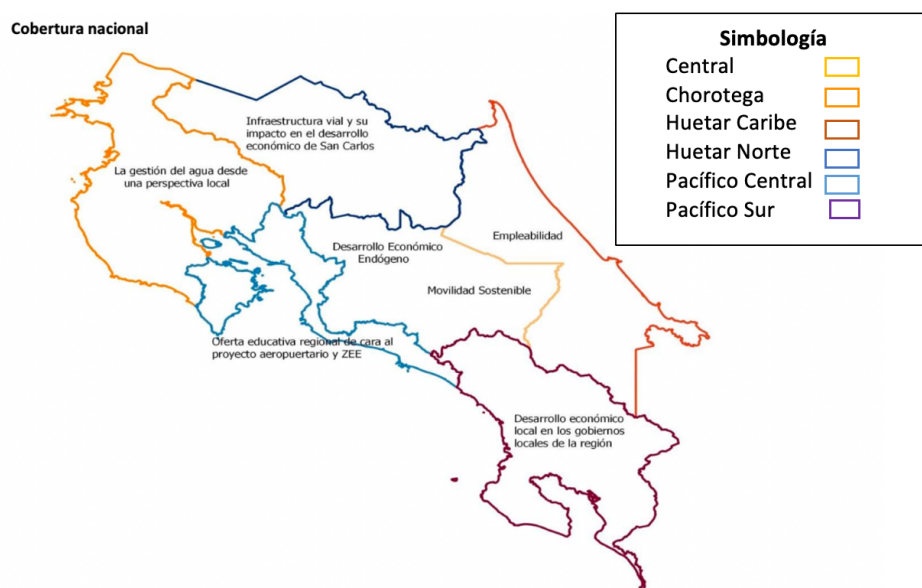 Cobertura nacional
Simbología
Central
Chorotega
Huetar Caribe
Huetar Norte
Pacífico Central
Pacífico Sur
Infraestructura vial y su
impacto en el desarrollo
económico de San Carlos
La gestión del agua desde
una perspectiva local
Empleabilidad
Desarrollo Económico
Endógeno
Movilidad Sostenible
Oferta educativa regional de cara al
proyecto aeropuertario y ZEE
Desarrollo económico
local en los gobiernos
locales de la región